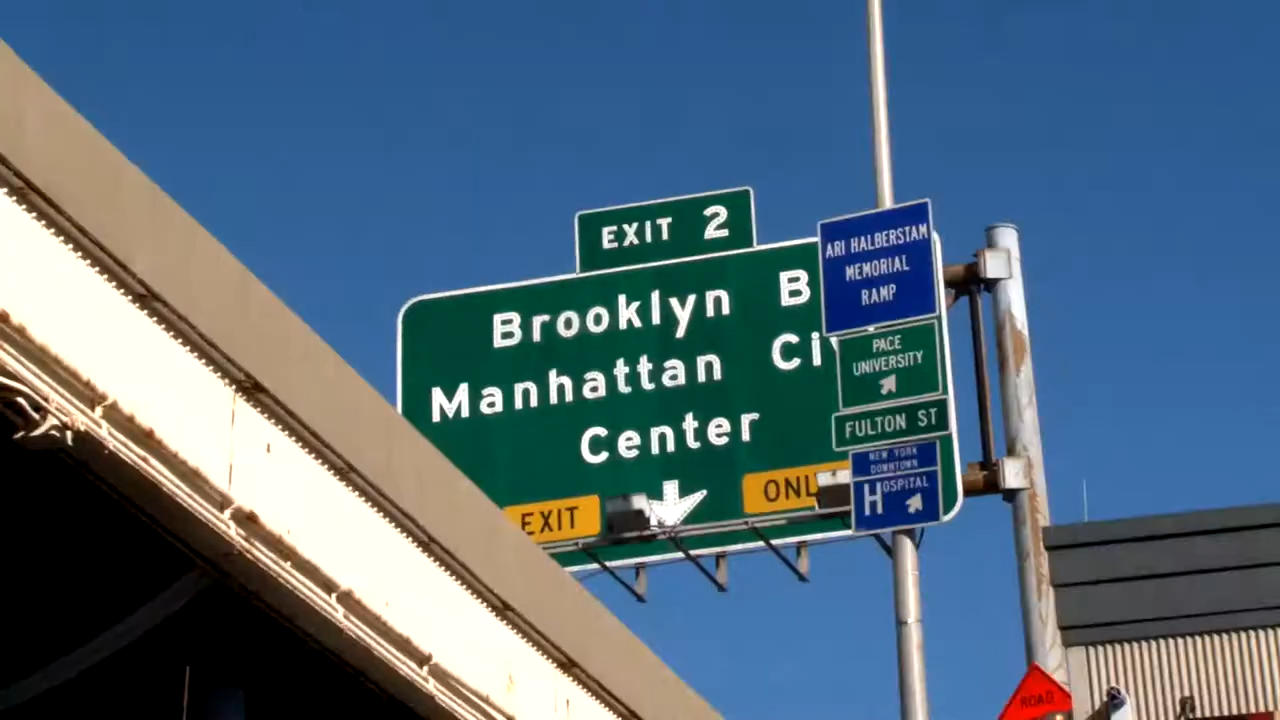 EXIT 2
Brooklyn B
Manhattan Ci
Center
EXIT
ONL
ARI HALBERSTAM
MEMORIAL
RAMP
PACE
UNIVERSITY
FULTON ST
NEW YORK
DOWNTOWN
HOSPITAL
ROAD